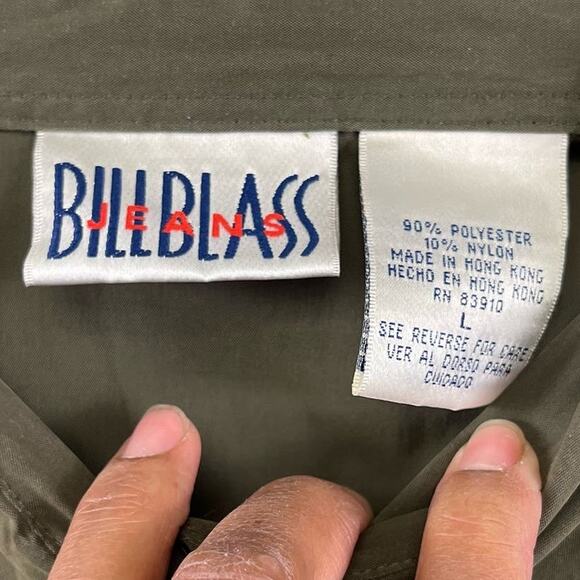 BILLBLASS
JEANS
90% POLYESTER
10% NYLON
MADE IN HONG KONG
HECHO EN HONG KONG
RN 83910
L
SEE REVERSE FOR CARE
VER AL DORSO PARA
CUIDADO